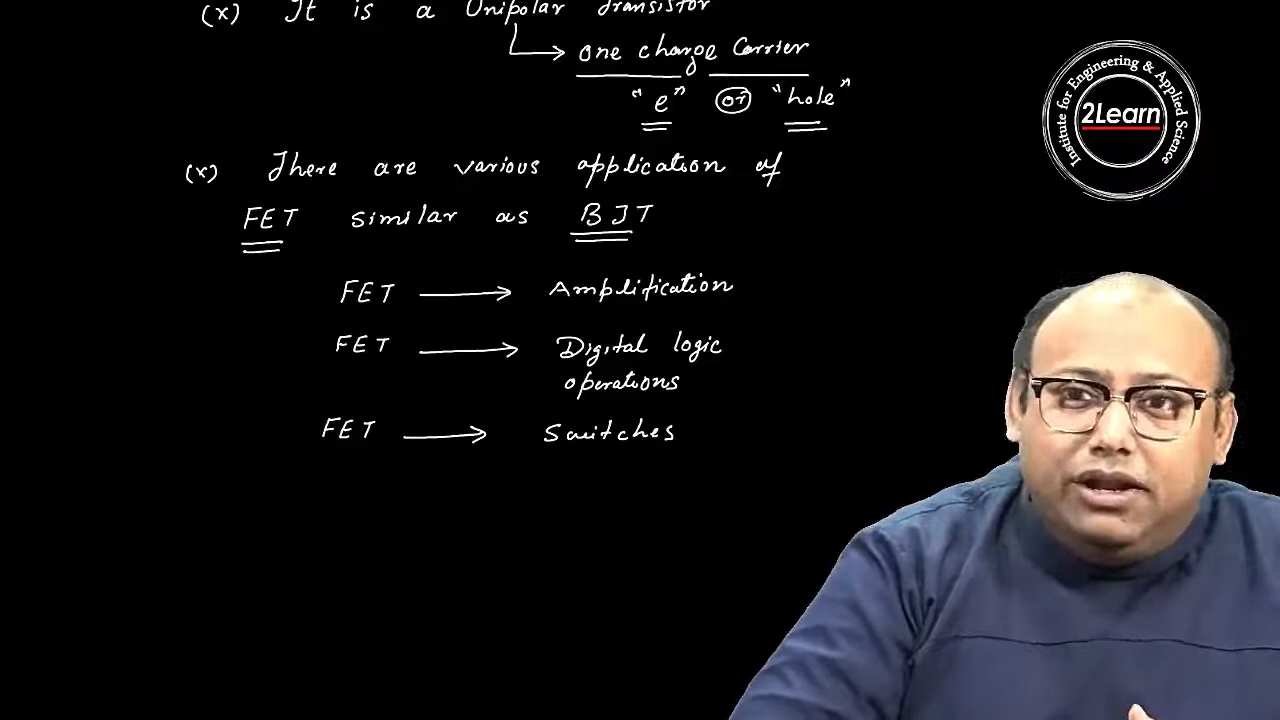 (x) It is a Unipolar Transistor
one charge carrier
"e" or "hole"
(x) There are various application of
FET similar as BJT
FET → Amplification
FET → Digital logic
operations
FET → Switches
Institute for Engineering & Applied Science
2Learn